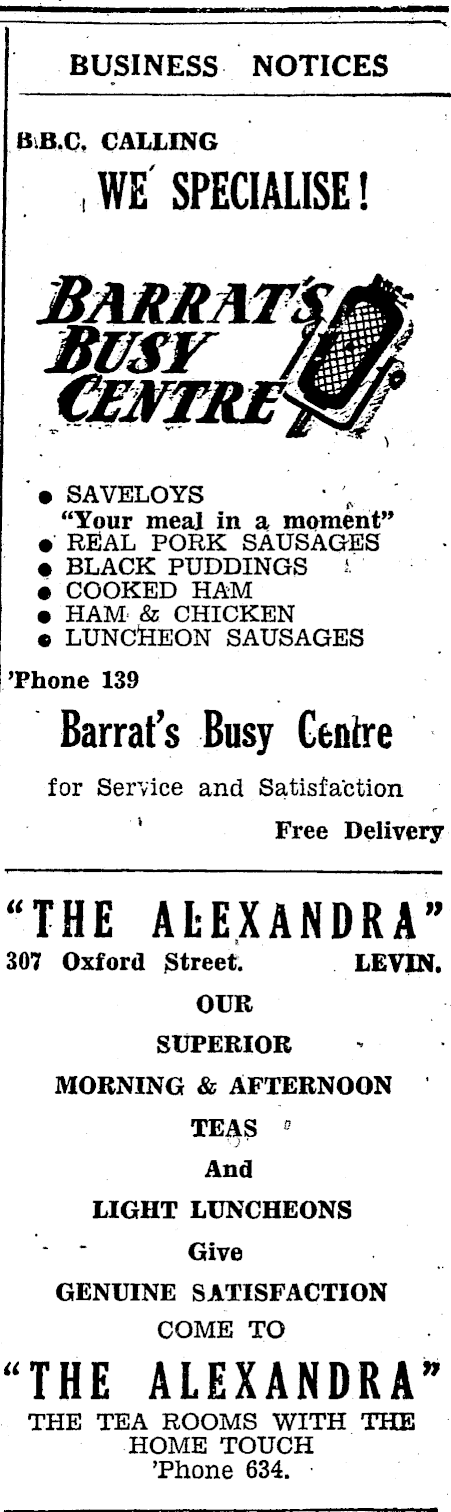 BUSINESS NOTICES
B.B.C. CALLING
WE SPECIALISE!
BARRAT'S
BUSY
CENTRE
• SAVELOYS
"Your meal in a moment"
• REAL PORK SAUSAGES
• BLACK PUDDINGS
• COOKED HAM
• HAM & CHICKEN
• LUNCHEON SAUSAGES
'Phone 139
Barrat's Busy Centre
for Service and Satisfaction
Free Delivery
"THE ALEXANDRA"
307 Oxford Street. LEVIN.
OUR
SUPERIOR
MORNING & AFTERNOON
TEAS
And
LIGHT LUNCHEONS
Give
GENUINE SATISFACTION
COME TO
"THE ALEXANDRA"
THE TEA ROOMS WITH THE
HOME TOUCH
'Phone 634.